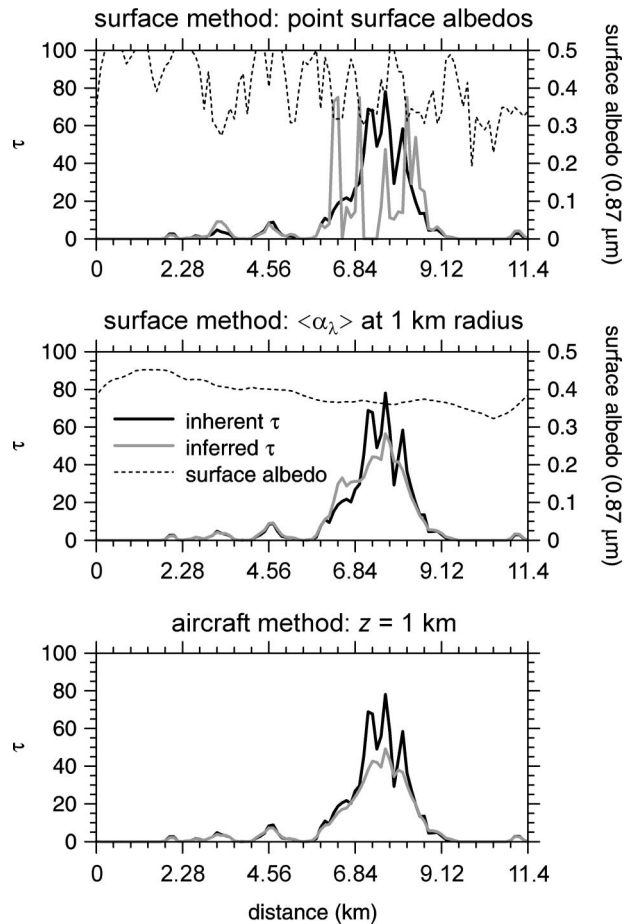 surface method: point surface albedos
100
80
60
40
20
0
τ
0.5
0.4
0.3
0.2
0.1
0
surface albedo (0.87 μm)
0 2.28 4.56 6.84 9.12 11.4
surface method: <αλ> at 1 km radius
100
80
60
40
20
0
τ
inherent τ
inferred τ
surface albedo
0.5
0.4
0.3
0.2
0.1
0
surface albedo (0.87 μm)
0 2.28 4.56 6.84 9.12 11.4
aircraft method: z = 1 km
100
80
60
40
20
0
τ
0 2.28 4.56 6.84 9.12 11.4
distance (km)